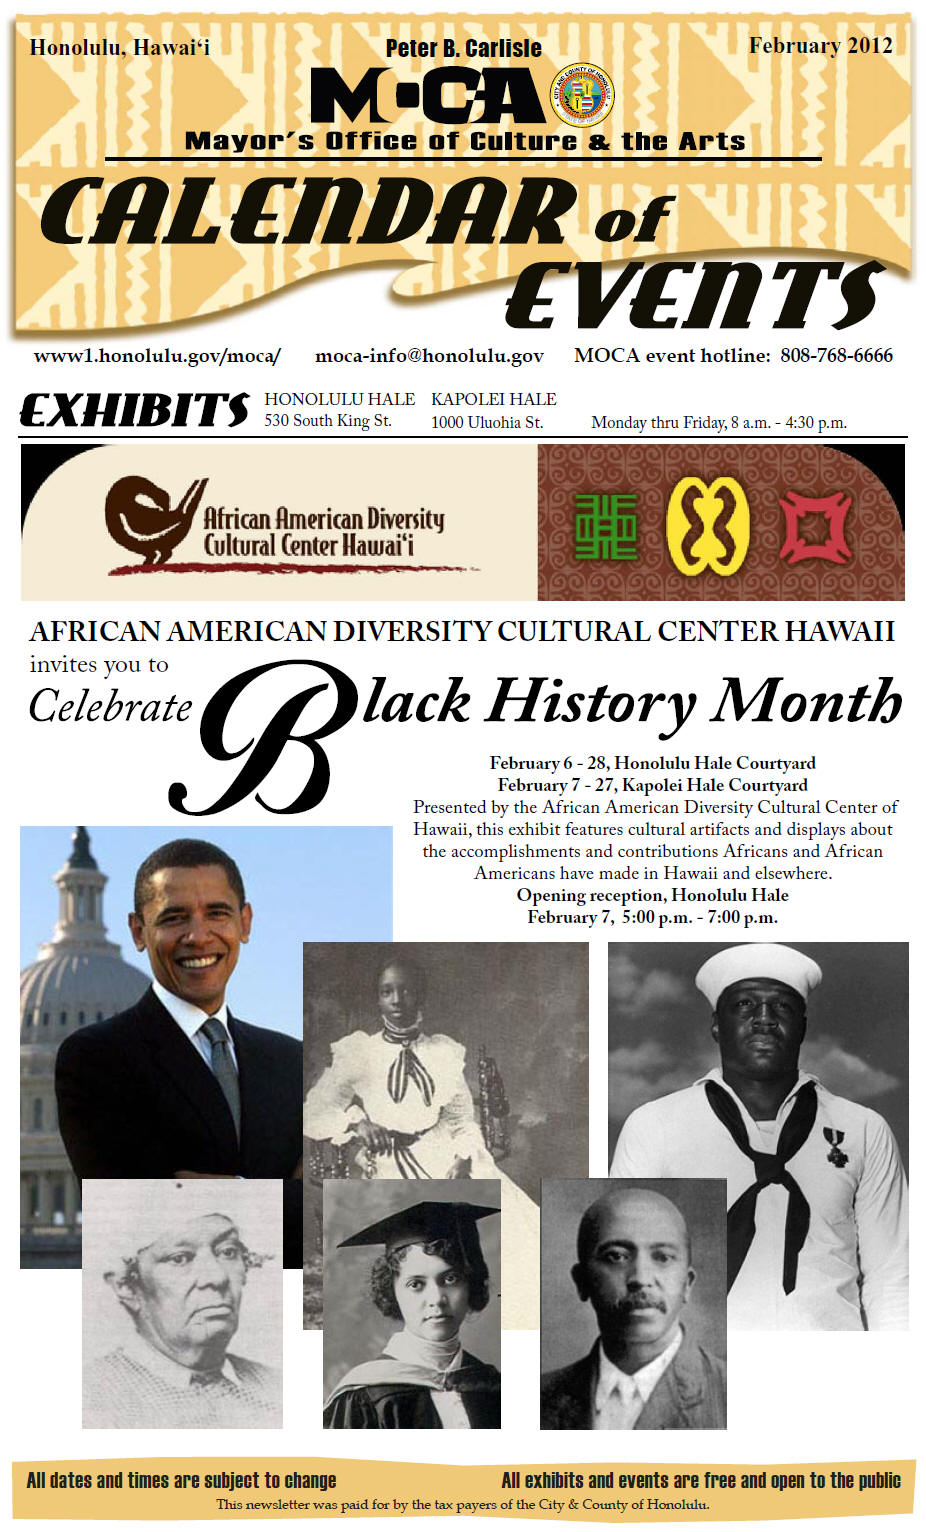 Honolulu, Hawai‘i
Peter B. Carlisle
February 2012
MOCA
Mayor's Office of Culture & the Arts
CALENDAR of
EVENTS
www1.honolulu.gov/moca/ moca-info@honolulu.gov MOCA event hotline: 808-768-6666
EXHIBITS
HONOLULU HALE
530 South King St.
KAPOLEI HALE
1000 Uluohia St.
Monday thru Friday, 8 a.m. - 4:30 p.m.
African American Diversity
Cultural Center Hawai‘i
AFRICAN AMERICAN DIVERSITY CULTURAL CENTER HAWAII
invites you to
Celebrate Black History Month
February 6 - 28, Honolulu Hale Courtyard
February 7 - 27, Kapolei Hale Courtyard
Presented by the African American Diversity Cultural Center of
Hawaii, this exhibit features cultural artifacts and displays about
the accomplishments and contributions Africans and African
Americans have made in Hawaii and elsewhere.
Opening reception, Honolulu Hale
February 7, 5:00 p.m. - 7:00 p.m.
All dates and times are subject to change
All exhibits and events are free and open to the public
This newsletter was paid for by the tax payers of the City & County of Honolulu.